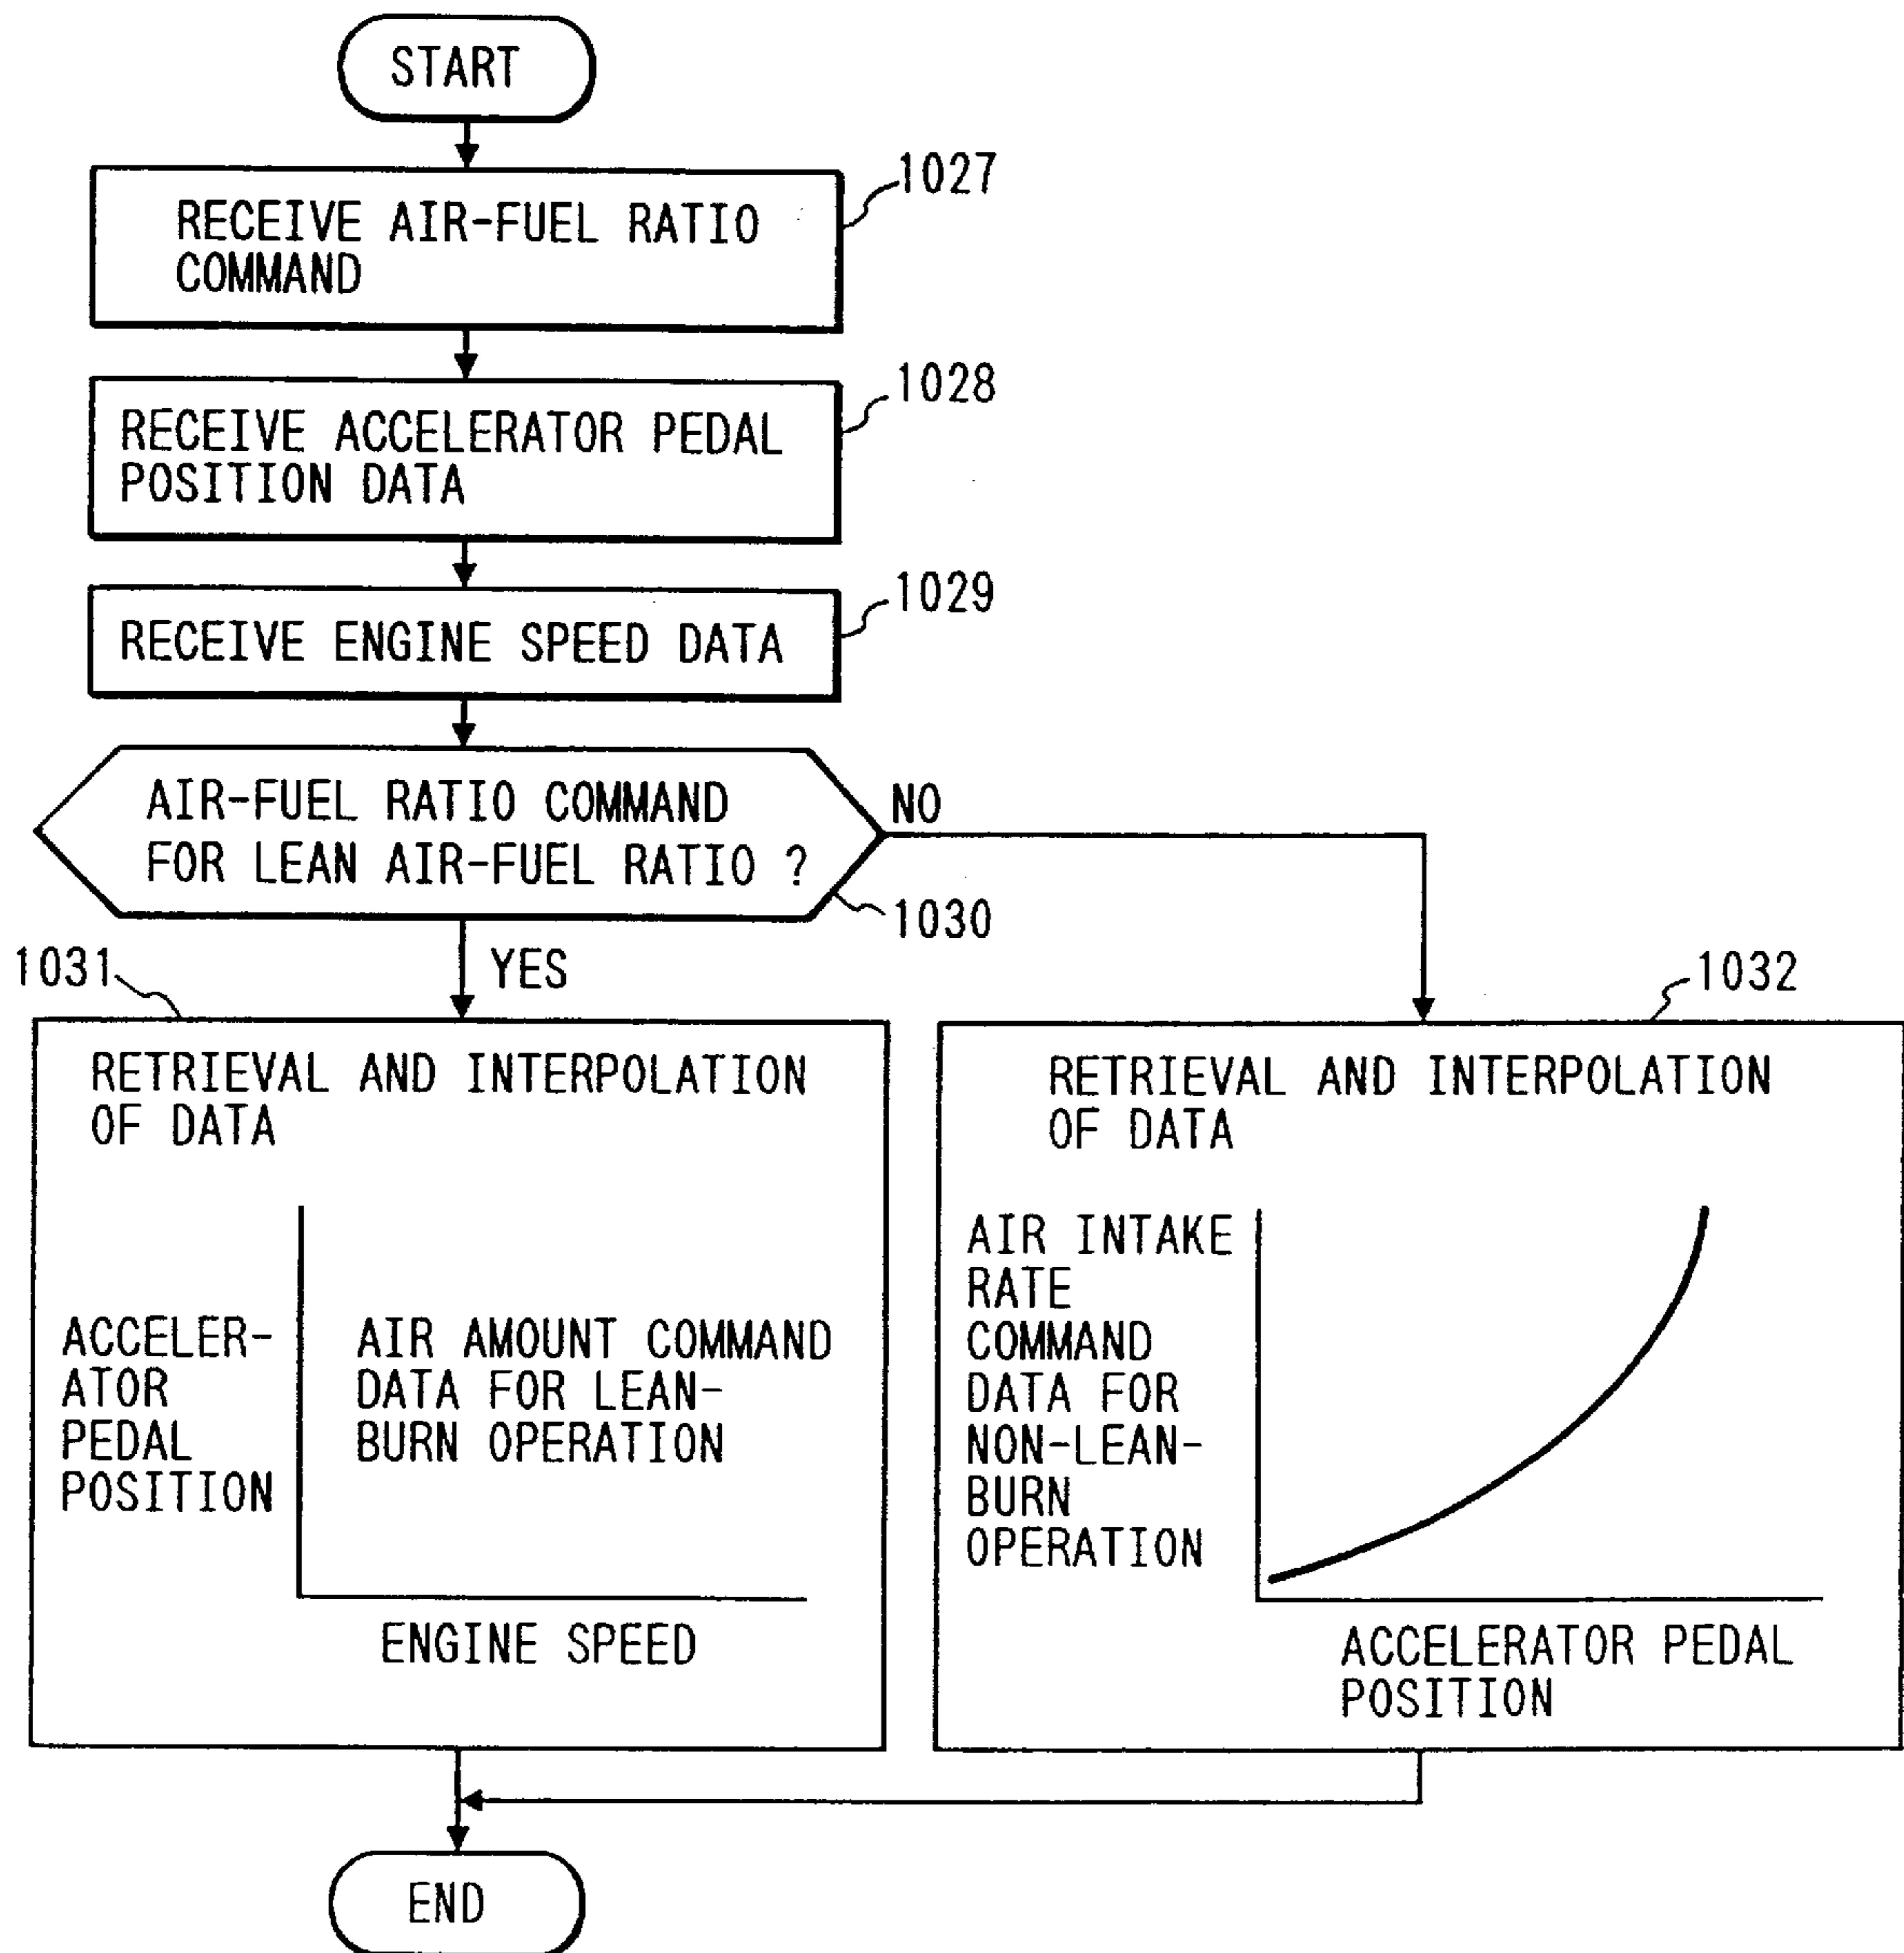 START
1027
RECEIVE AIR-FUEL RATIO
COMMAND
1028
RECEIVE ACCELERATOR PEDAL
POSITION DATA
1029
RECEIVE ENGINE SPEED DATA
AIR-FUEL RATIO COMMAND
FOR LEAN AIR-FUEL RATIO ?
NO
1030
YES
1031
RETRIEVAL AND INTERPOLATION
OF DATA
ACCELER-
ATOR
PEDAL
POSITION
AIR AMOUNT COMMAND
DATA FOR LEAN-
BURN OPERATION
ENGINE SPEED
1032
RETRIEVAL AND INTERPOLATION
OF DATA
AIR INTAKE
RATE
COMMAND
DATA FOR
NON-LEAN-
BURN
OPERATION
ACCELERATOR PEDAL
POSITION
END